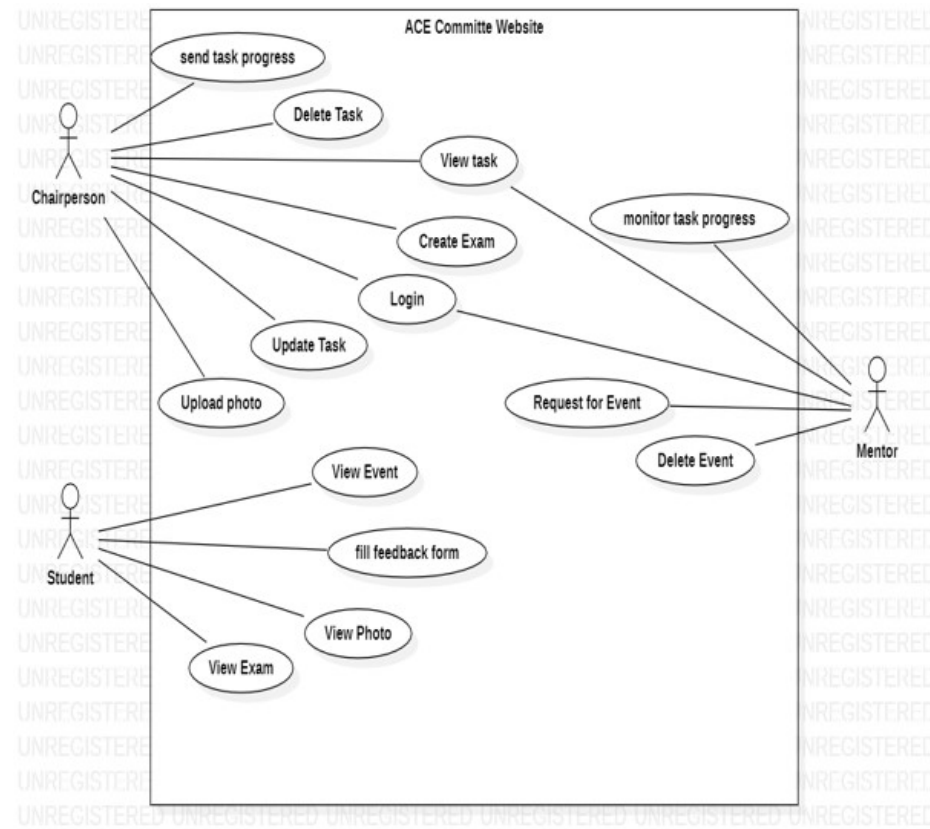 ACE Committe Website
send task progress
Delete Task
View task
Chairperson
monitor task progress
Create Exam
Login
Update Task
Upload photo
Request for Event
Mentor
Delete Event
View Event
fill feedback form
Student
View Photo
View Exam
UNREGISTERED UNREGISTERED UNREGISTERED UNREGISTERED UNREGISTERED UNREGISTERED